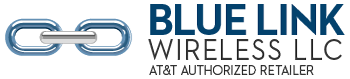 BLUE LINK
WIRELESS LLC
AT&T AUTHORIZED RETAILER